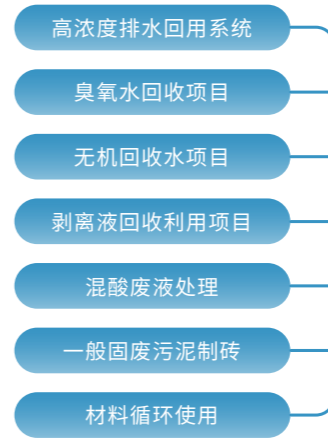 高浓度排水回用系统
臭氧水回收项目
无机回收水项目
剥离液回收利用项目
混酸废液处理
一般固废污泥制砖
材料循环使用